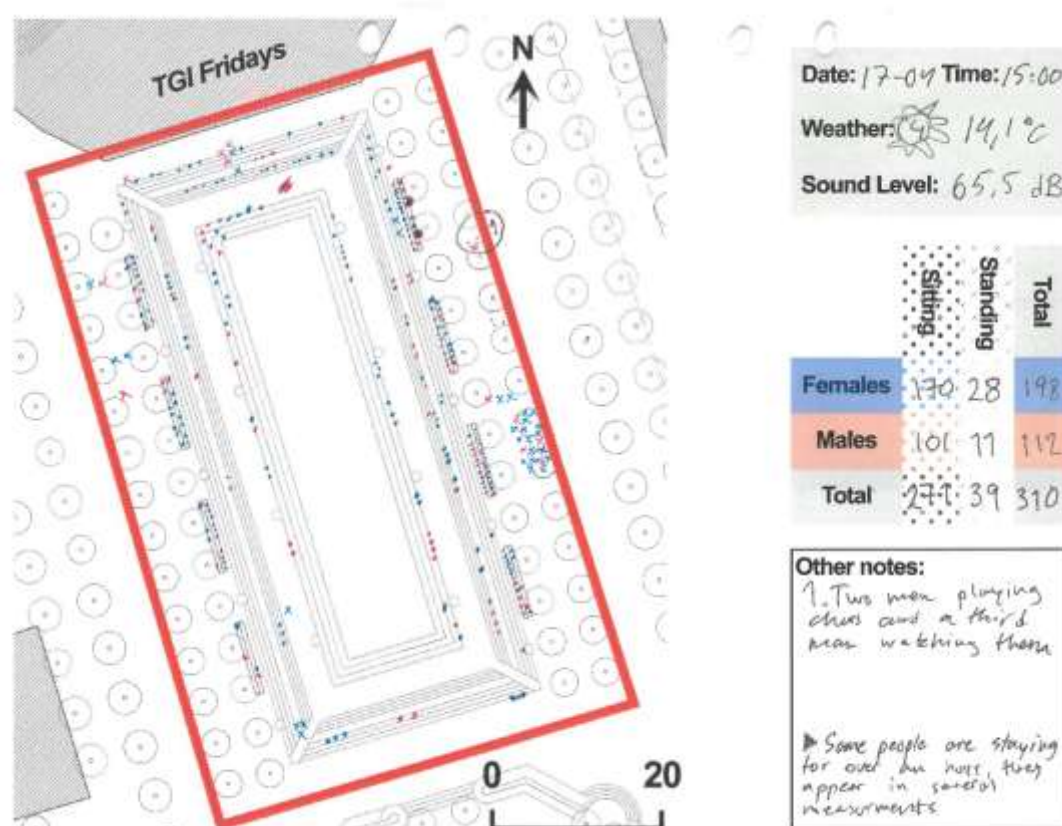 TGI Fridays
N
Date: 17-04 Time: 15:00
Weather: 14,1°C
Sound Level: 65,5 dB
Sitting Standing Total
Females 170 28 198
Males 101 11 112
Total 271 39 310
Other notes:
1. Two men playing
chess and a third
man watching them
Some people are staying
for over an hour, they
appear in several
measurments
0 20